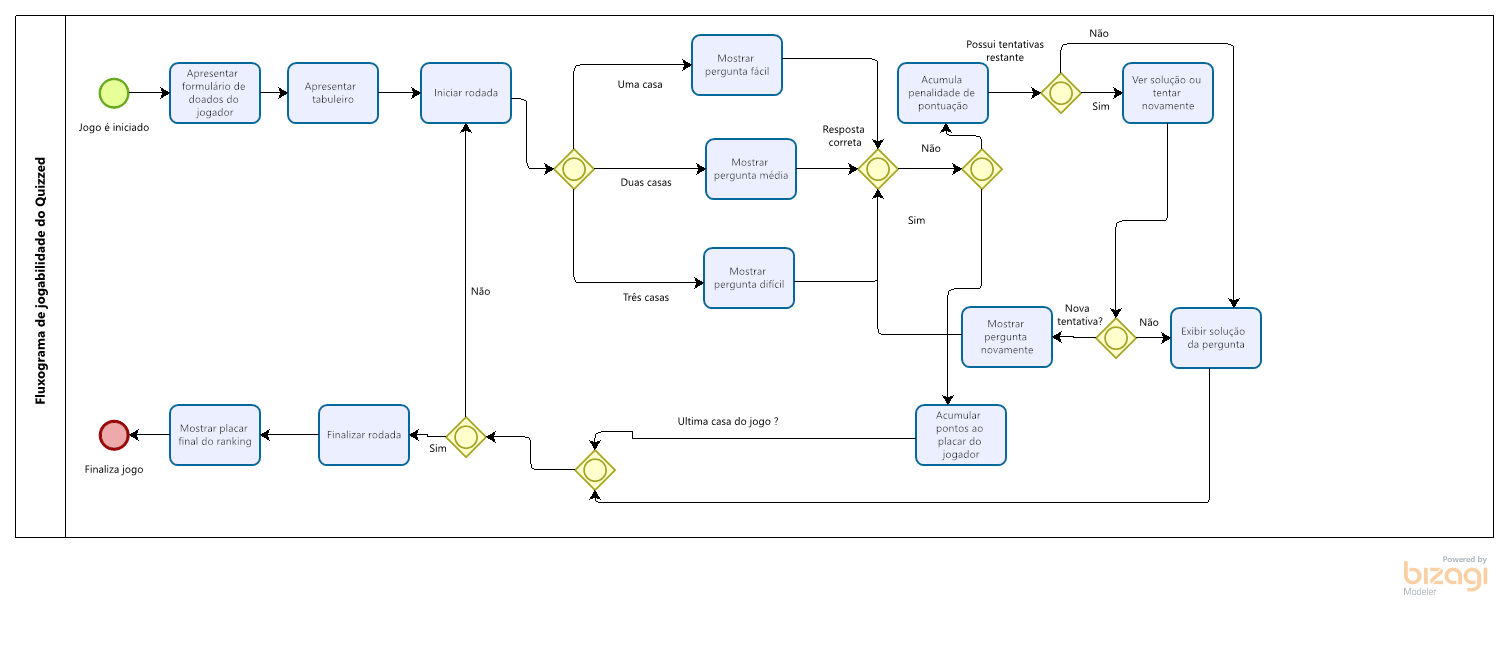 Fluxograma de jogabilidade do Quizzed
Jogo é iniciado
Apresentar
formulário de
doados do
jogador
Apresentar
tabuleiro
Iniciar rodada
Uma casa
Duas casas
Três casas
Mostrar
pergunta fácil
Mostrar
pergunta média
Mostrar
pergunta difícil
Resposta
correta
Não
Sim
Acumula
penalidade de
pontuação
Possui tentativas
restante
Não
Sim
Ver solução ou
tentar
novamente
Nova
tentativa?
Não
Mostrar
pergunta
novamente
Exibir solução
da pergunta
Acumular
pontos ao
placar do
jogador
Ultima casa do jogo ?
Não
Sim
Finalizar rodada
Mostrar placar
final do ranking
Finaliza jogo
Powered by
bizagi
Modeler